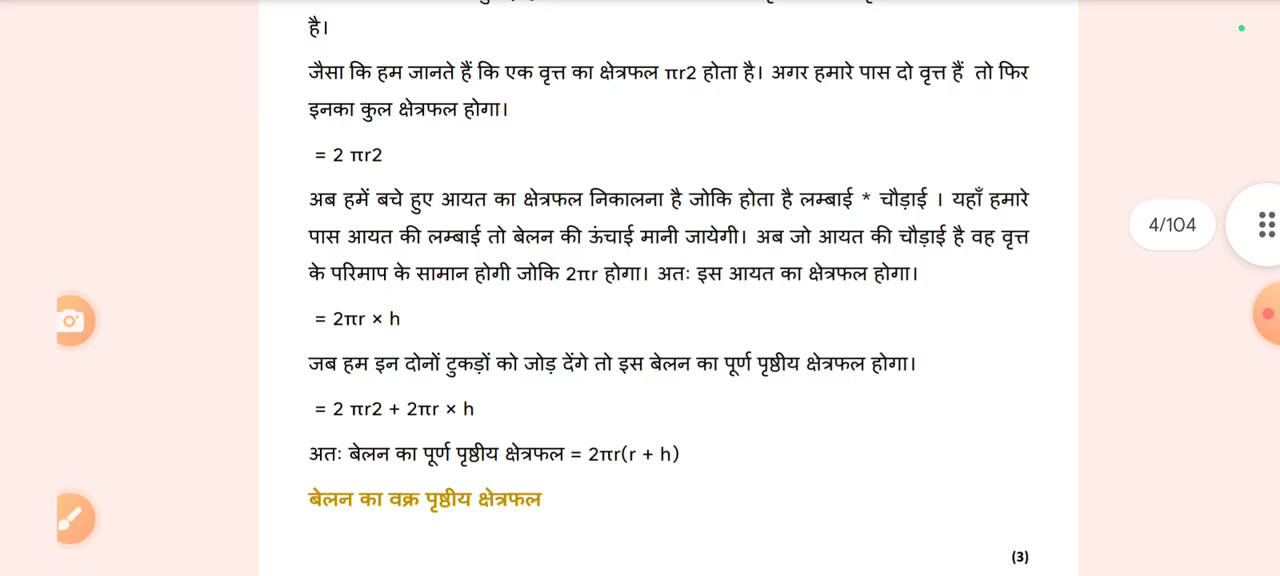 है।
जैसा कि हम जानते हैं कि एक वृत्त का क्षेत्रफल πr2 होता है। अगर हमारे पास दो वृत्त हैं तो फिर
इनका कुल क्षेत्रफल होगा।
= 2 πr2
अब हमें बचे हुए आयत का क्षेत्रफल निकालना है जोकि होता है लम्बाई * चौड़ाई । यहाँ हमारे
पास आयत की लम्बाई तो बेलन की ऊंचाई मानी जायेगी। अब जो आयत की चौड़ाई है वह वृत्त
के परिमाप के सामान होगी जोकि 2πr होगा। अतः इस आयत का क्षेत्रफल होगा।
4/104
= 2πr × h
जब हम इन दोनों टुकड़ों को जोड़ देंगे तो इस बेलन का पूर्ण पृष्ठीय क्षेत्रफल होगा।
= 2 πr2 + 2πr × h
अतः बेलन का पूर्ण पृष्ठीय क्षेत्रफल = 2πr(r + h)
बेलन का वक्र पृष्ठीय क्षेत्रफल
(3)